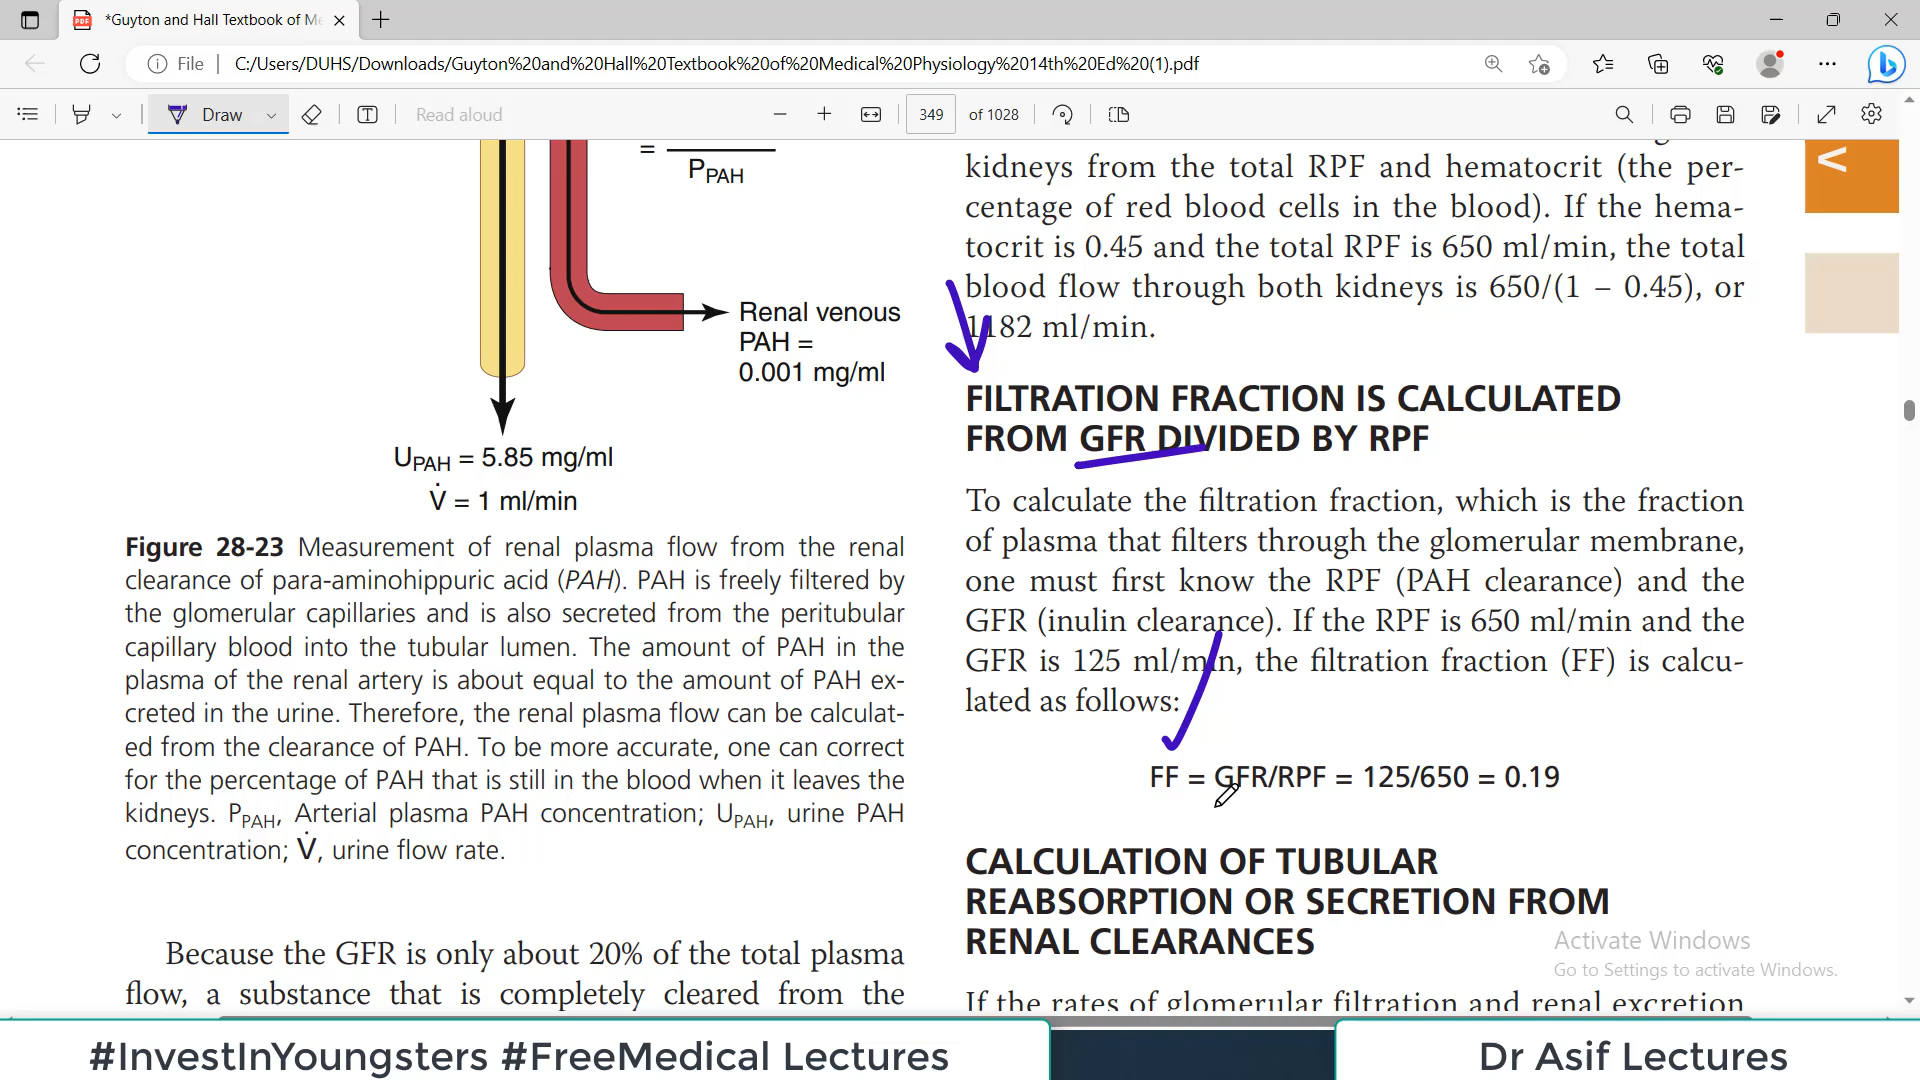 *Guyton and Hall Textbook of Me
File
C:/Users/DUHS/Downloads/Guyton%20and%20Hall%20Textbook%20of%20Medical%20Physiology%2014th%20Ed%20(1).pdf
Draw
Read aloud
349 of 1028
=
PPAH
Renal venous
PAH =
0.001 mg/ml
UPAH = 5.85 mg/ml
V̇ = 1 ml/min
Figure 28-23 Measurement of renal plasma flow from the renal
clearance of para-aminohippuric acid (PAH). PAH is freely filtered by
the glomerular capillaries and is also secreted from the peritubular
capillary blood into the tubular lumen. The amount of PAH in the
plasma of the renal artery is about equal to the amount of PAH ex-
creted in the urine. Therefore, the renal plasma flow can be calculat-
ed from the clearance of PAH. To be more accurate, one can correct
for the percentage of PAH that is still in the blood when it leaves the
kidneys. PPAH, Arterial plasma PAH concentration; UPAH, urine PAH
concentration; V̇, urine flow rate.
Because the GFR is only about 20% of the total plasma
flow, a substance that is completely cleared from the
kidneys from the total RPF and hematocrit (the per-
centage of red blood cells in the blood). If the hema-
tocrit is 0.45 and the total RPF is 650 ml/min, the total
blood flow through both kidneys is 650/(1 − 0.45), or
1182 ml/min.
FILTRATION FRACTION IS CALCULATED
FROM GFR DIVIDED BY RPF
To calculate the filtration fraction, which is the fraction
of plasma that filters through the glomerular membrane,
one must first know the RPF (PAH clearance) and the
GFR (inulin clearance). If the RPF is 650 ml/min and the
GFR is 125 ml/min, the filtration fraction (FF) is calcu-
lated as follows:
FF = GFR/RPF = 125/650 = 0.19
CALCULATION OF TUBULAR
REABSORPTION OR SECRETION FROM
RENAL CLEARANCES
If the rates of glomerular filtration and renal excretion
V
Activate Windows
Go to Settings to activate Windows.
#InvestInYoungsters #FreeMedical Lectures
Dr Asif Lectures